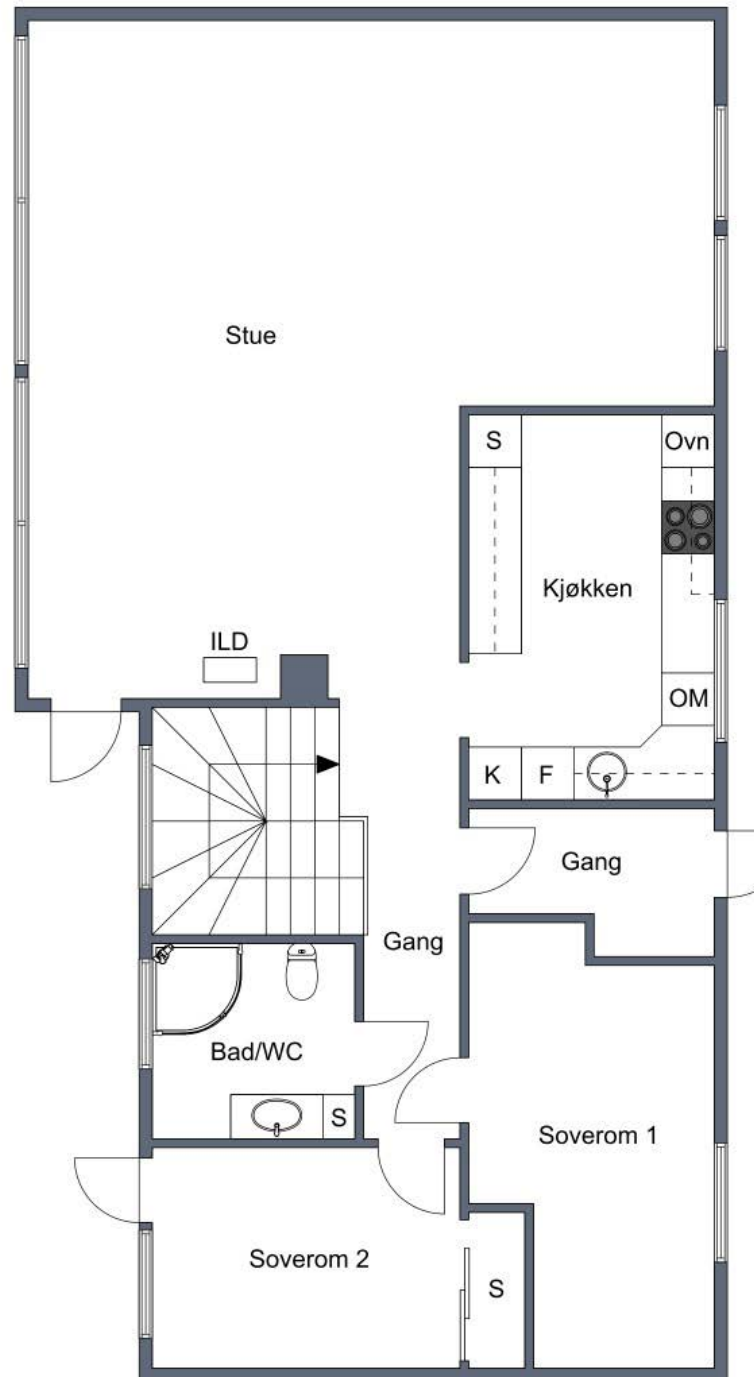 Stue
S
Ovn
Kjøkken
ILD
OM
K
F
Gang
Gang
Bad/WC
S
Soverom 1
Soverom 2
S